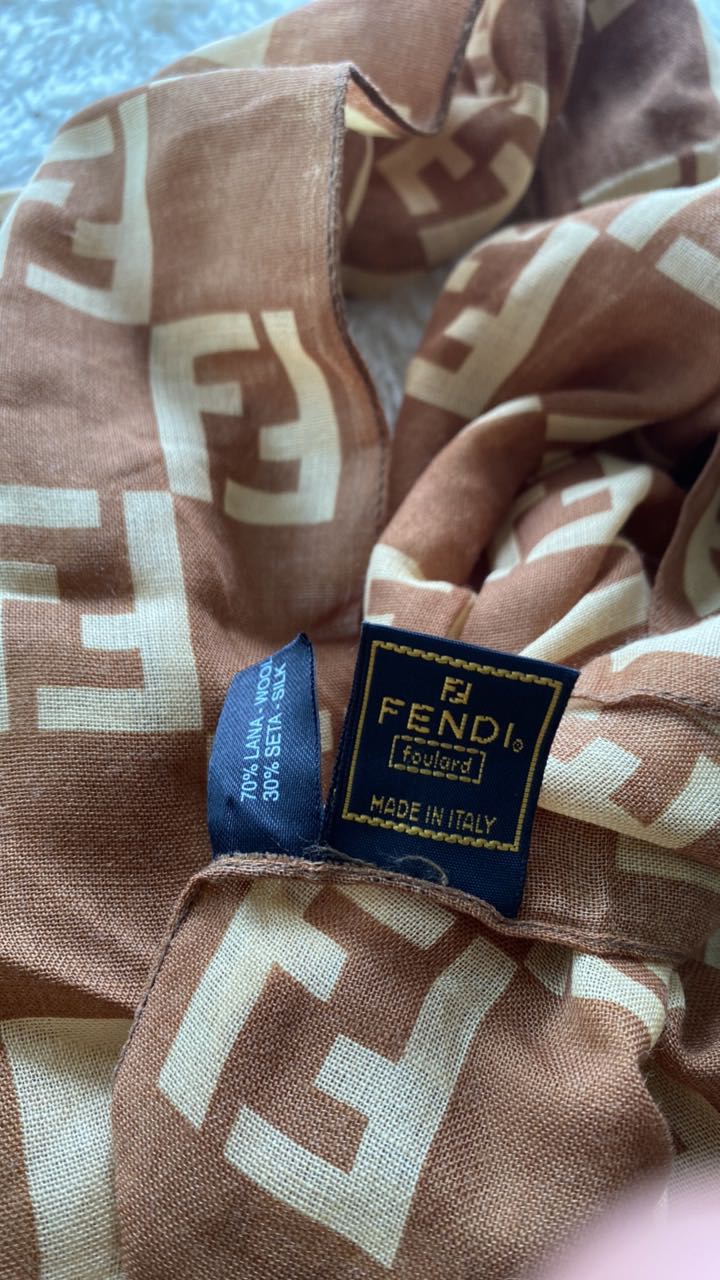 70% LANA - WOOL
30% SETA - SILK
FENDI®
foulard
MADE IN ITALY